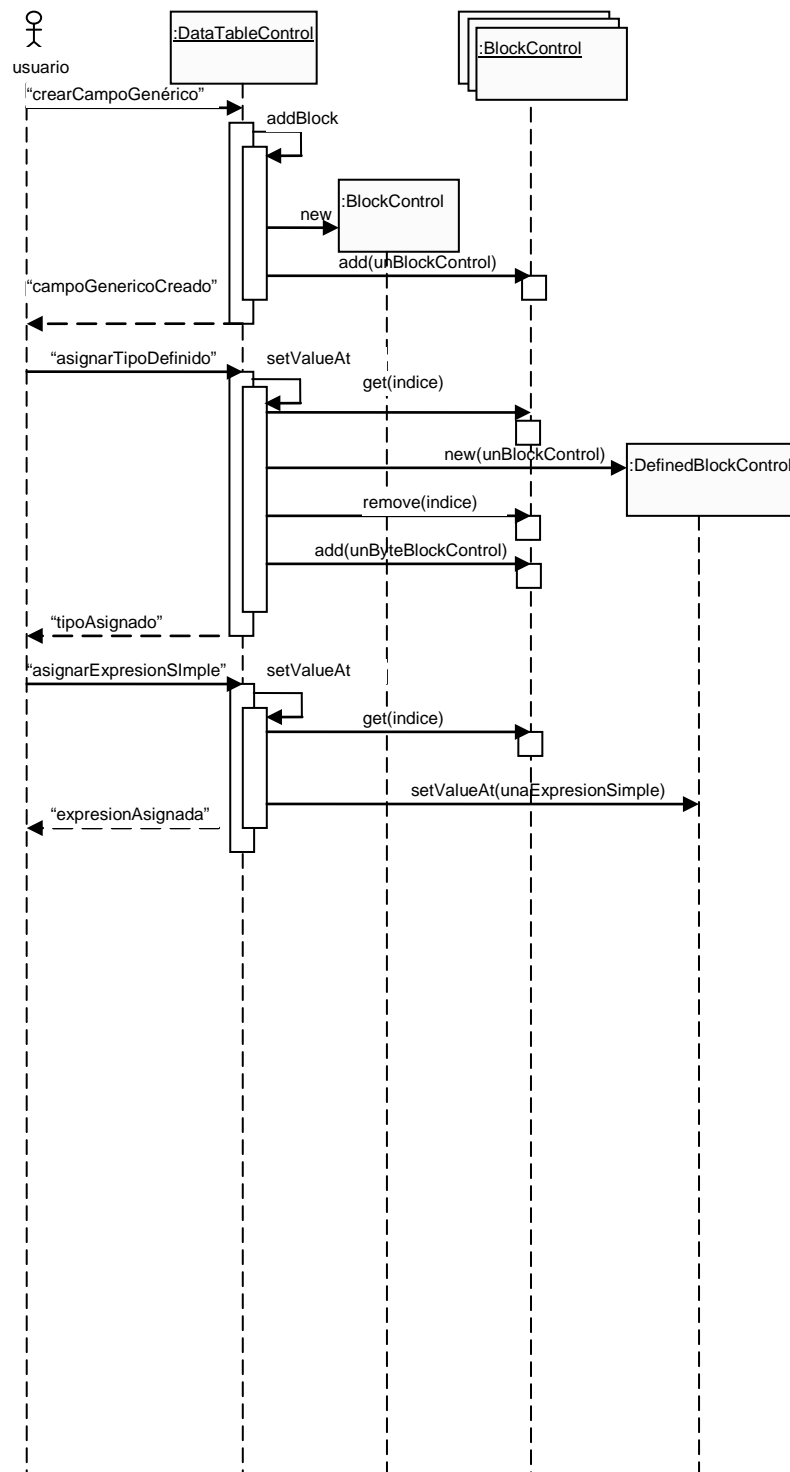 :DataTableControl
:BlockControl
usuario
“crearCampoGenérico”
addBlock
:BlockControl
new
add(unBlockControl)
“campoGenericoCreado”
“asignarTipoDefinido”
setValueAt
get(indice)
new(unBlockControl)
:DefinedBlockControl
remove(indice)
add(unByteBlockControl)
“tipoAsignado”
“asignarExpresionSImple”
setValueAt
get(indice)
setValueAt(unaExpresionSimple)
“expresionAsignada”